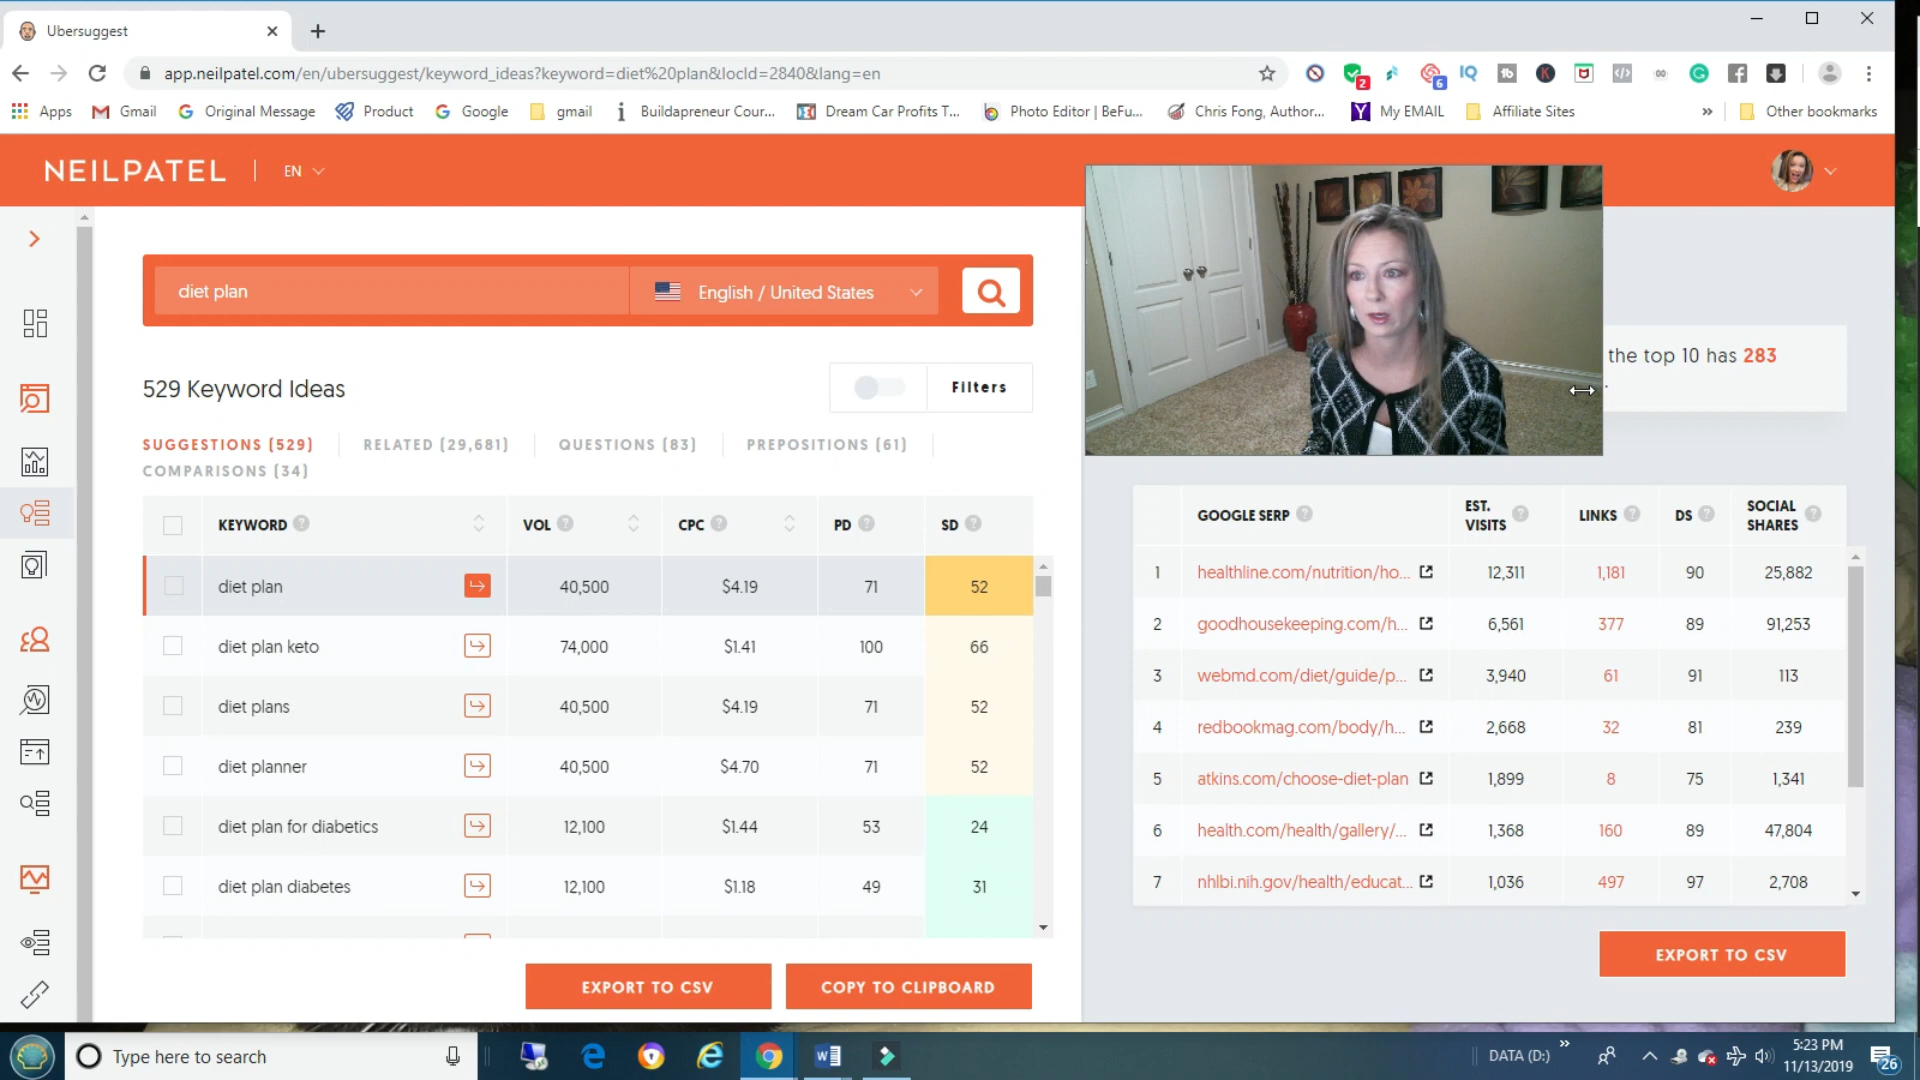 Ubersuggest
app.neilpatel.com/en/ubersuggest/keyword_ideas?keyword=diet%20plan&locId=2840&lang=en
2
6
IQ
tb
K
Apps
Gmail
Original Message
Product
Google
gmail
Buildapreneur Cour...
Dream Car Profits T...
Photo Editor | BeFu...
Chris Fong, Author...
My EMAIL
Affiliate Sites
Other bookmarks
NEILPATEL
EN
diet plan
English / United States
529 Keyword Ideas
Filters
the top 10 has 283
SUGGESTIONS (529)
RELATED (29,681)
QUESTIONS (83)
PREPOSITIONS (61)
COMPARISONS (34)
KEYWORD VOL CPC PD SD
diet plan 40,500 $4.19 71 52
diet plan keto 74,000 $1.41 100 66
diet plans 40,500 $4.19 71 52
diet planner 40,500 $4.70 71 52
diet plan for diabetics 12,100 $1.44 53 24
diet plan diabetes 12,100 $1.18 49 31
EXPORT TO CSV
COPY TO CLIPBOARD
GOOGLE SERP EST. VISITS LINKS DS SOCIAL SHARES
1 healthline.com/nutrition/ho... 12,311 1,181 90 25,882
2 goodhousekeeping.com/h... 6,561 377 89 91,253
3 webmd.com/diet/guide/p... 3,940 61 91 113
4 redbookmag.com/body/h... 2,668 32 81 239
5 atkins.com/choose-diet-plan 1,899 8 75 1,341
6 health.com/health/gallery/... 1,368 160 89 47,804
7 nhlbi.nih.gov/health/educat... 1,036 497 97 2,708
EXPORT TO CSV
Type here to search
DATA (D:)
5:23 PM
11/13/2019
26